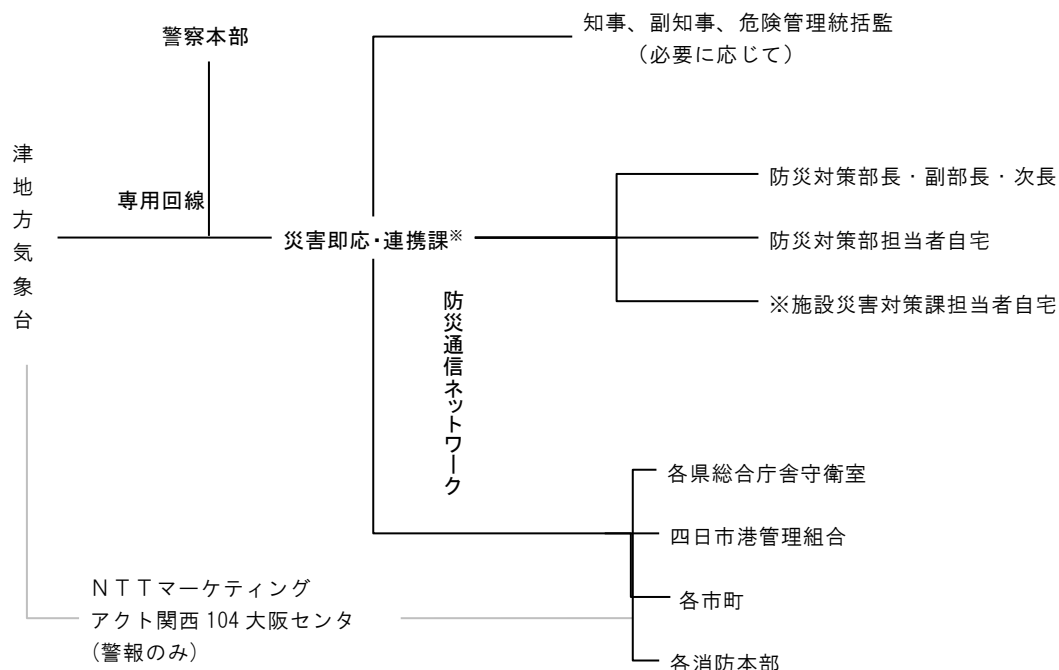 知事、副知事、危険管理統括監
（必要に応じて）
警察本部
津地方気象台
専用回線
災害即応・連携課※
防災対策部長・副部長・次長
防災対策部担当者自宅
※施設災害対策課担当者自宅
防災通信ネットワーク
各県総合庁舎守衛室
四日市港管理組合
各市町
各消防本部
ＮＴＴマーケティング
アクト関西 104 大阪センタ
(警報のみ)